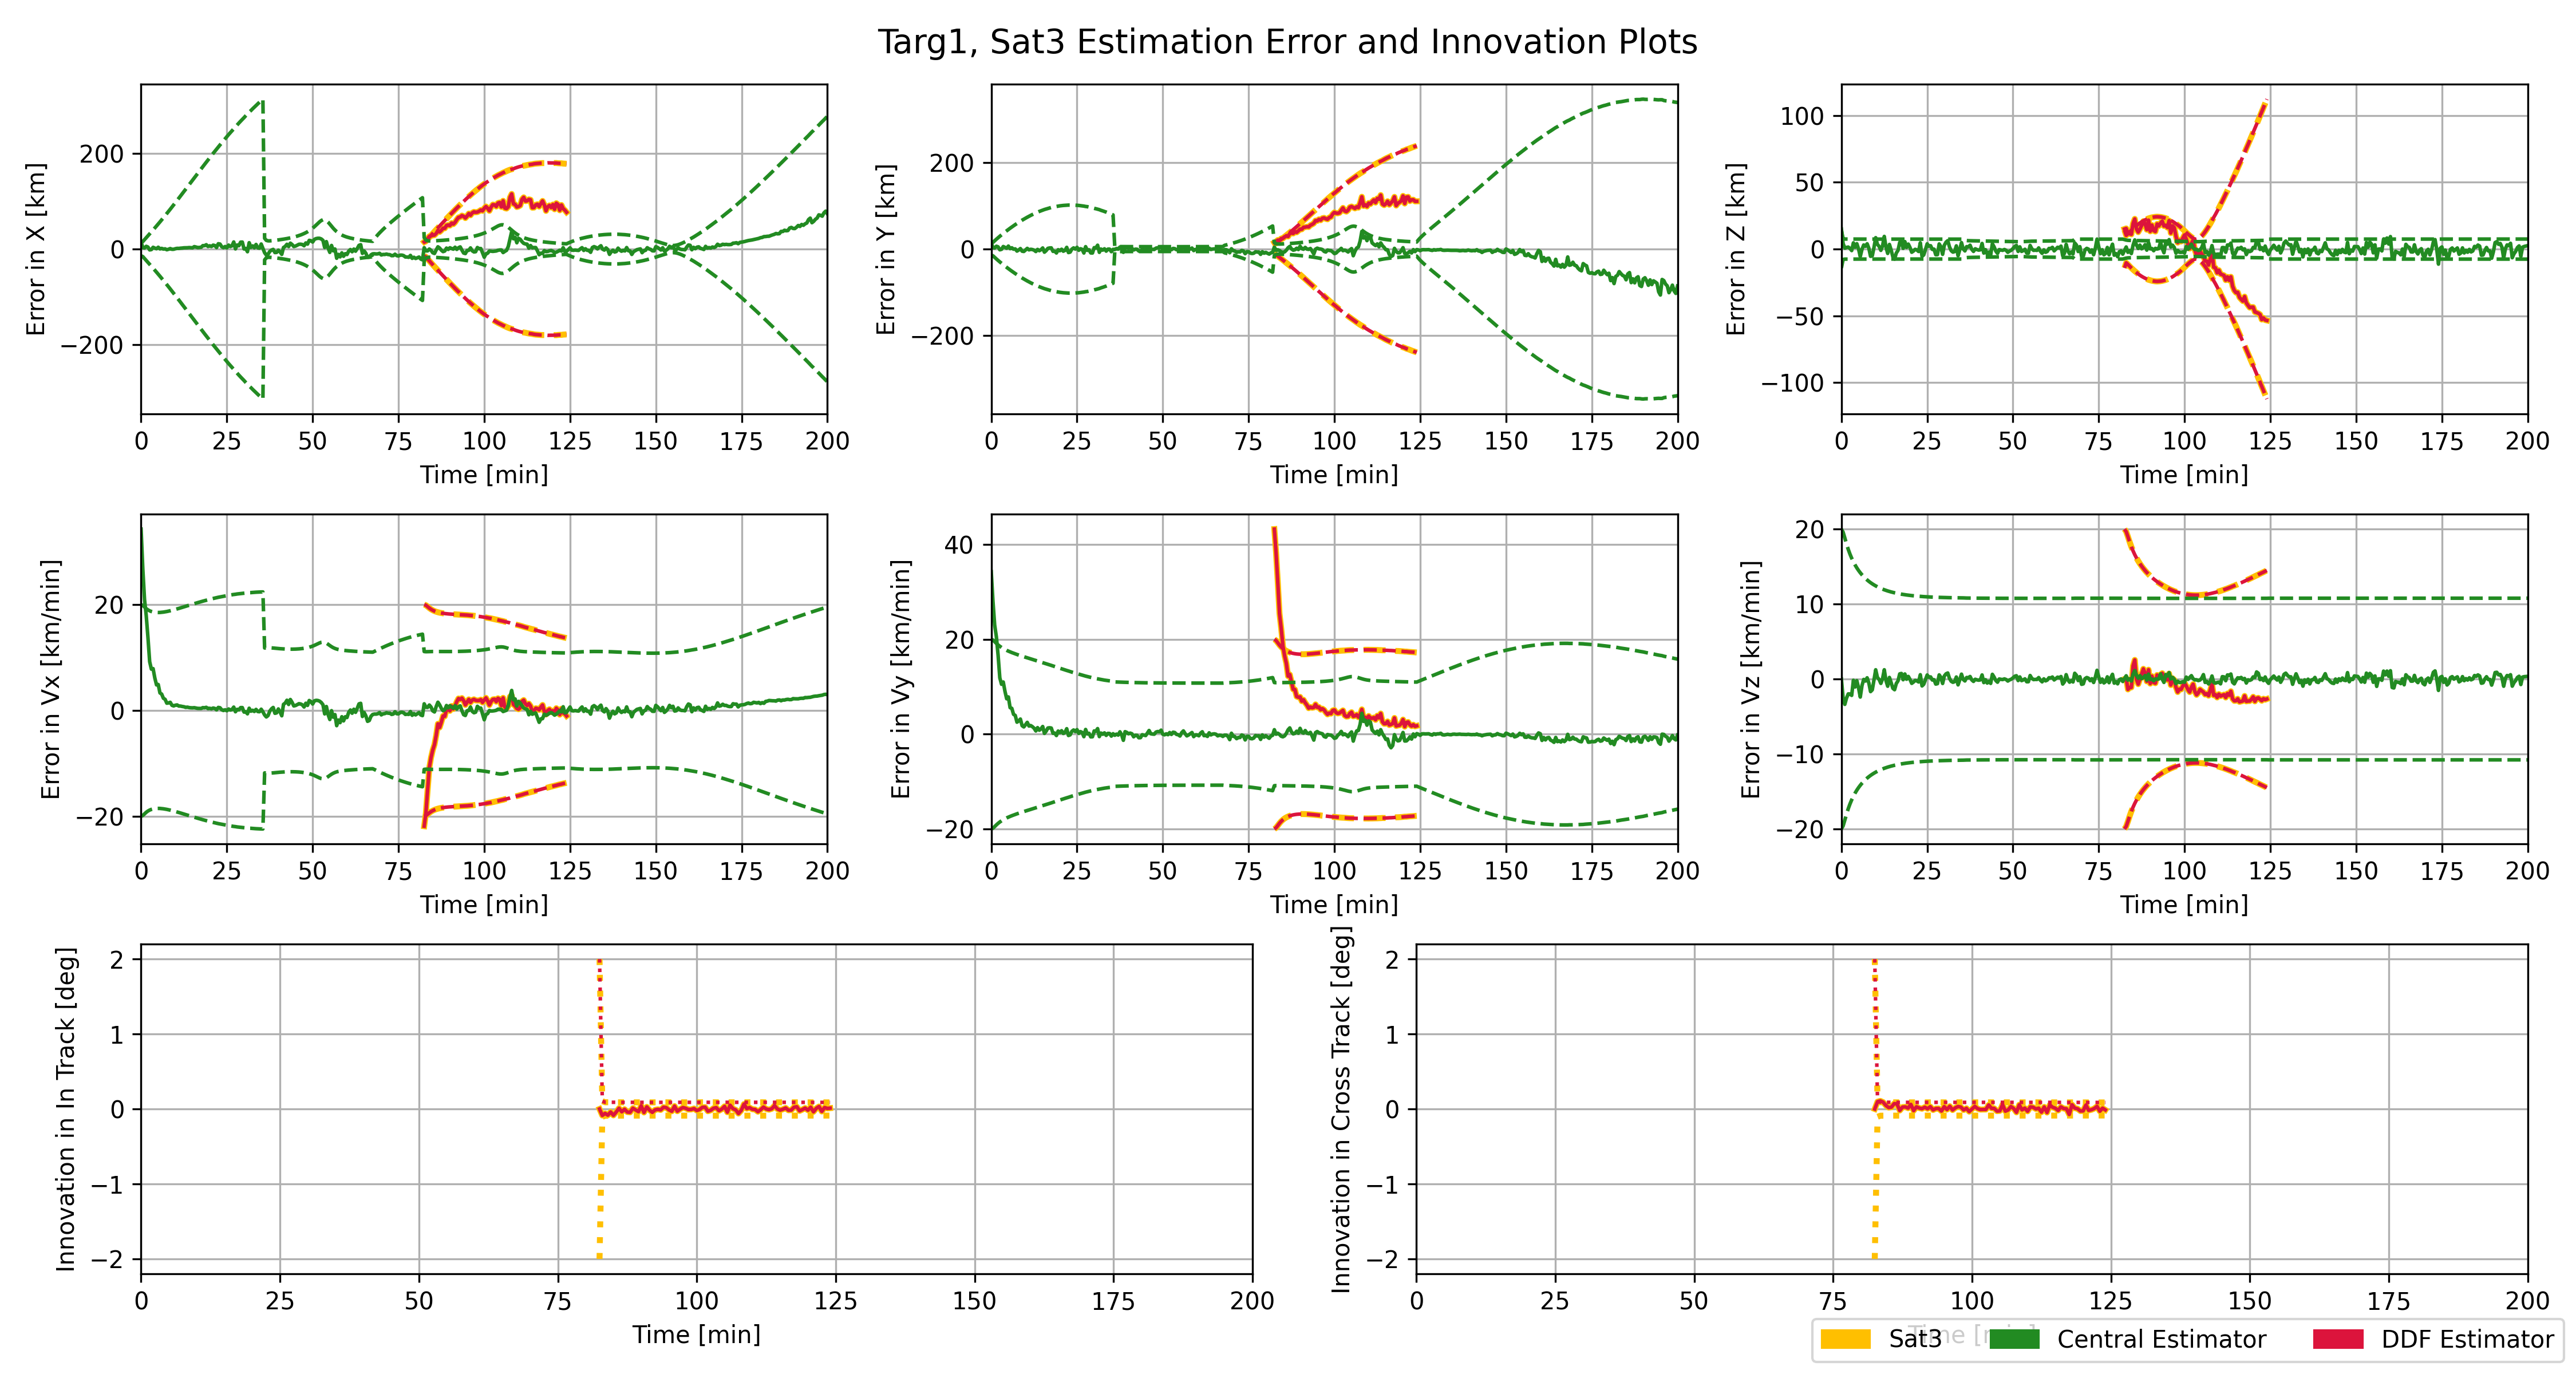 Targ1, Sat3 Estimation Error and Innovation Plots
Error in X [km]
200
0
−200
0 25 50 75 100 125 150 175 200
Time [min]
Error in Y [km]
200
0
−200
0 25 50 75 100 125 150 175 200
Time [min]
Error in Z [km]
100
50
0
−50
−100
0 25 50 75 100 125 150 175 200
Time [min]
Error in Vx [km/min]
20
0
−20
0 25 50 75 100 125 150 175 200
Time [min]
Error in Vy [km/min]
40
20
0
−20
0 25 50 75 100 125 150 175 200
Time [min]
Error in Vz [km/min]
20
10
0
−10
−20
0 25 50 75 100 125 150 175 200
Time [min]
Innovation in In Track [deg]
2
1
0
−1
−2
0 25 50 75 100 125 150 175 200
Time [min]
Innovation in Cross Track [deg]
2
1
0
−1
−2
0 25 50 75 100 125 150 175 200
Time [min]
Sat3 Central Estimator DDF Estimator